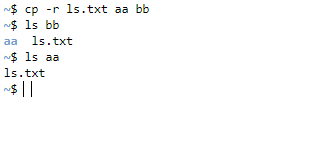 ~$ cp -r ls.txt aa bb
~$ ls bb
aa  ls.txt
~$ ls aa
ls.txt
~$